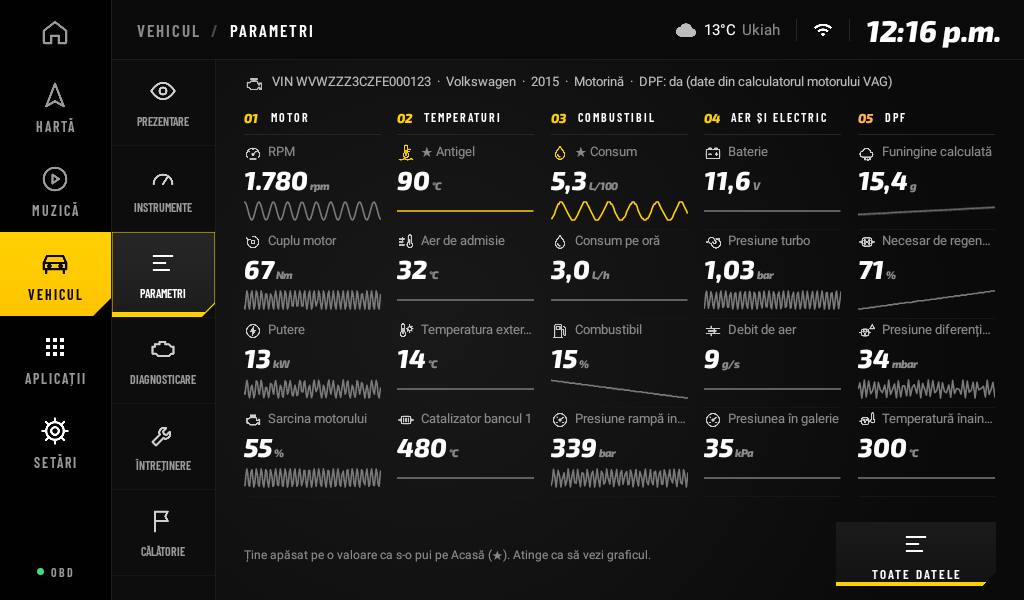 VEHICUL / PARAMETRI
13°C Ukiah
12:16 p.m.
HARTĂ
MUZICĂ
VEHICUL
APLICAȚII
SETĂRI
OBD
PREZENTARE
INSTRUMENTE
PARAMETRI
DIAGNOSTICARE
ÎNTREȚINERE
CĂLĂTORIE
VIN WVWZZZ3CZFE000123 · Volkswagen · 2015 · Motorină · DPF: da (date din calculatorul motorului VAG)
01 MOTOR
02 TEMPERATURI
03 COMBUSTIBIL
04 AER ȘI ELECTRIC
05 DPF
RPM
★ Antigel
★ Consum
Baterie
Funingine calculată
1.780 rpm
90 °C
5,3 L/100
11,6 V
15,4 g
Cuplu motor
Aer de admisie
Consum pe oră
Presiune turbo
Necesar de regen…
67 Nm
32 °C
3,0 L/h
1,03 bar
71 %
Putere
Temperatura exter…
Combustibil
Debit de aer
Presiune diferenți…
13 kW
14 °C
15 %
9 g/s
34 mbar
Sarcina motorului
Catalizator bancul 1
Presiune rampă in…
Presiunea în galerie
Temperatură înain…
55 %
480 °C
339 bar
35 kPa
300 °C
Ține apăsat pe o valoare ca s-o pui pe Acasă (★). Atinge ca să vezi graficul.
TOATE DATELE